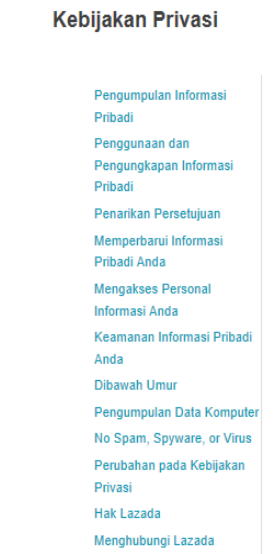 Kebijakan Privasi
Pengumpulan Informasi
Pribadi
Penggunaan dan
Pengungkapan Informasi
Pribadi
Penarikan Persetujuan
Memperbarui Informasi
Pribadi Anda
Mengakses Personal
Informasi Anda
Keamanan Informasi Pribadi
Anda
Dibawah Umur
Pengumpulan Data Komputer
No Spam, Spyware, or Virus
Perubahan pada Kebijakan
Privasi
Hak Lazada
Menghubungi Lazada